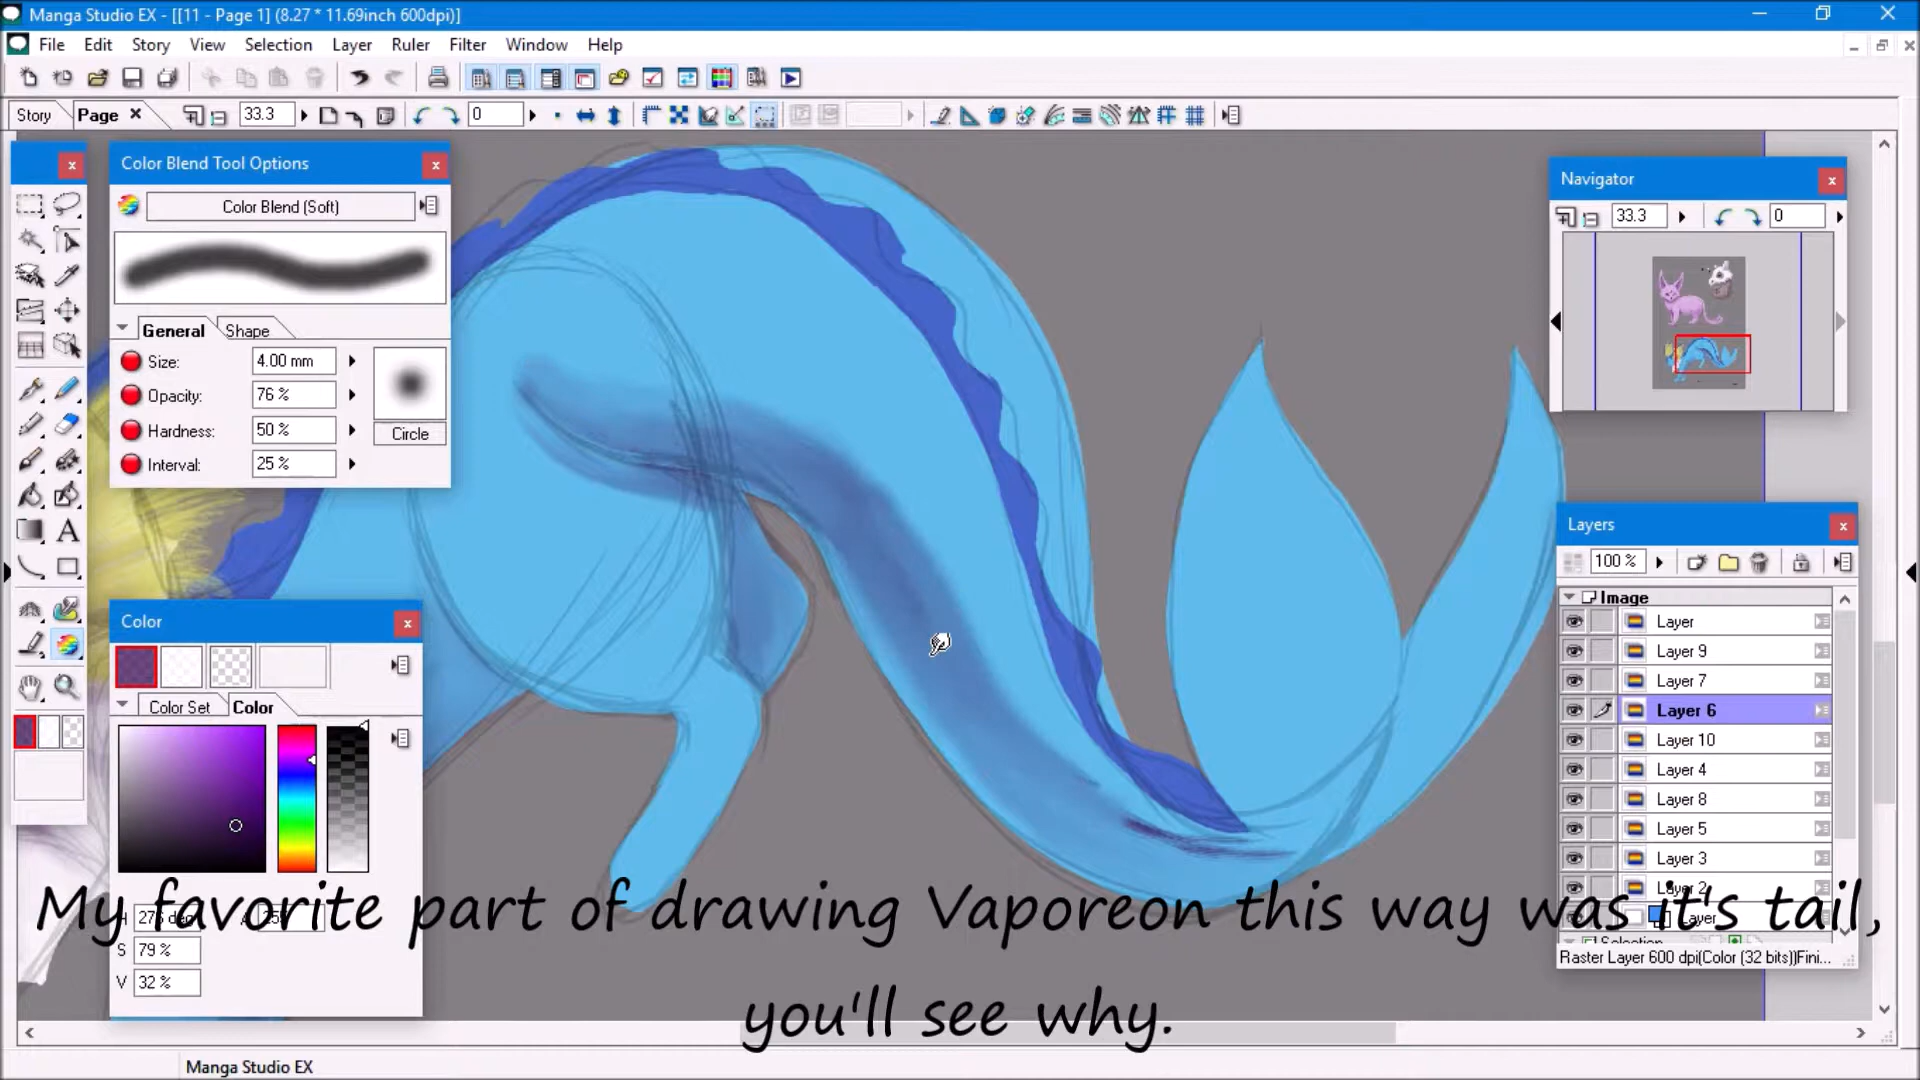 Manga Studio EX - [[11 - Page 1] (8.27 * 11.69inch 600dpi)]
File Edit Story View Selection Layer Ruler Filter Window Help
Story Page 33.3 0
Color Blend Tool Options
Color Blend (Soft)
General Shape
Size: 4.00 mm
Opacity: 76 %
Hardness: 50 %
Interval: 25 %
Circle
Navigator
33.3 0
Color
Color Set Color
H
S 79 %
V 32 %
Layers
100 %
Image
Layer
Layer 9
Layer 7
Layer 6
Layer 10
Layer 4
Layer 8
Layer 5
Layer 3
Layer 2
Layer
Selection
Raster Layer 600 dpi(Color (32 bits))Fini...
My favorite part of drawing Vaporeon this way was it's tail,
you'll see why.
Manga Studio EX